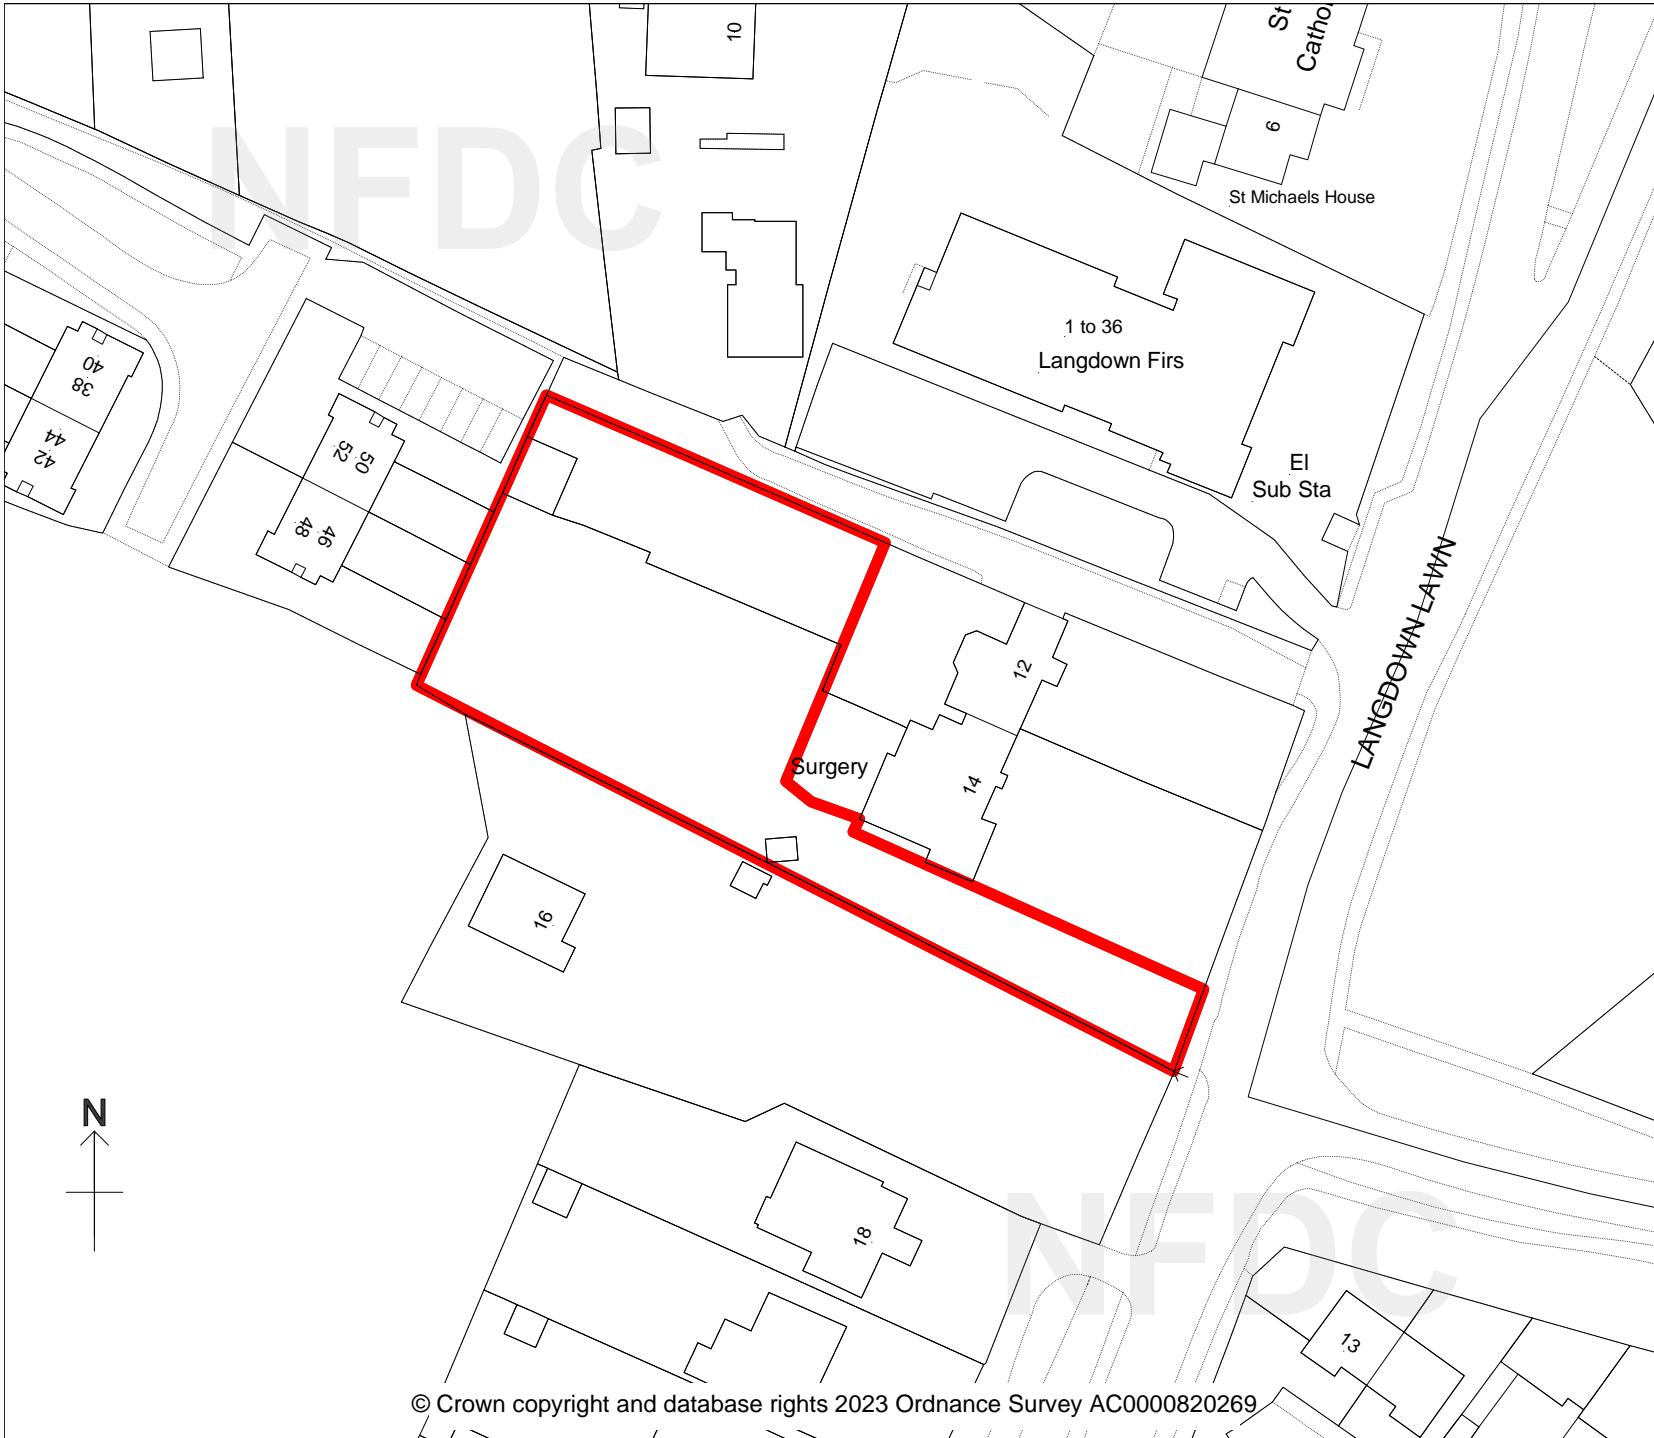 10
St
Cathol
6
St Michaels House
NFDC
1 to 36
Langdown Firs
El
Sub Sta
LANGDOWN LAWN
40
38
44
42
50
52
48
46
12
14
Surgery
16
18
13
N
NFDC
© Crown copyright and database rights 2023 Ordnance Survey AC0000820269